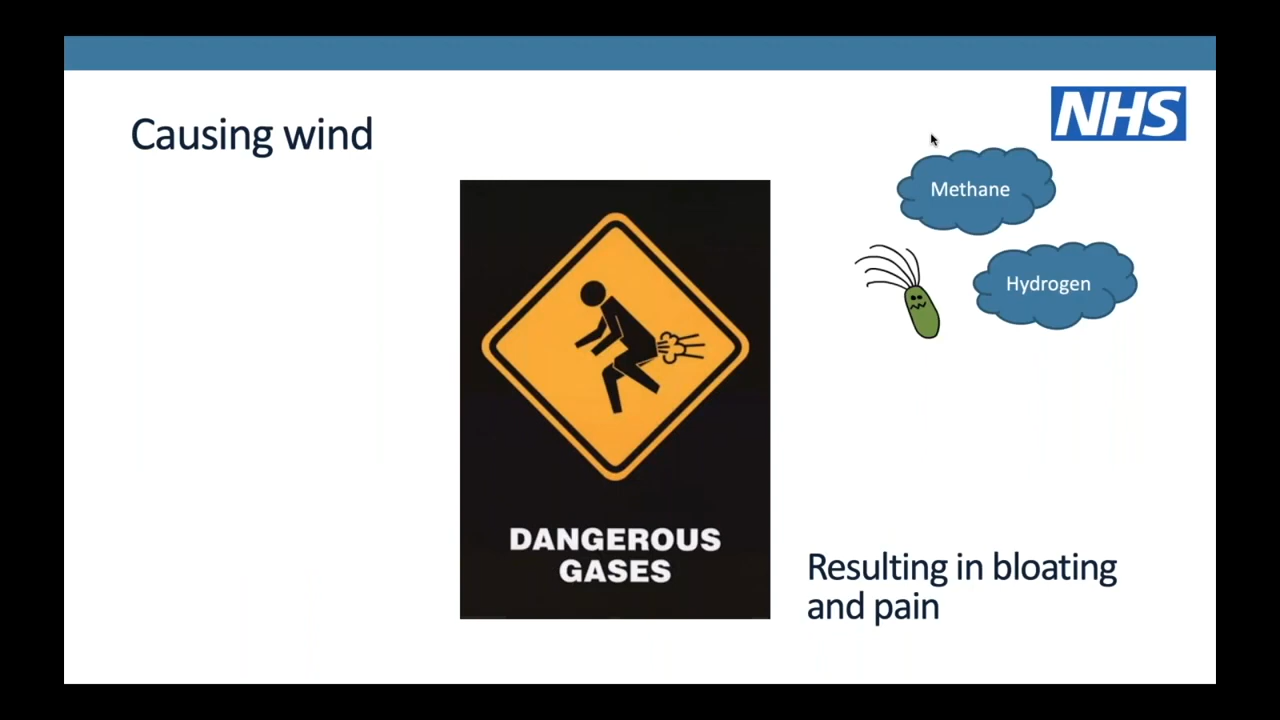 Causing wind
NHS
Methane
Hydrogen
DANGEROUS
GASES
Resulting in bloating
and pain